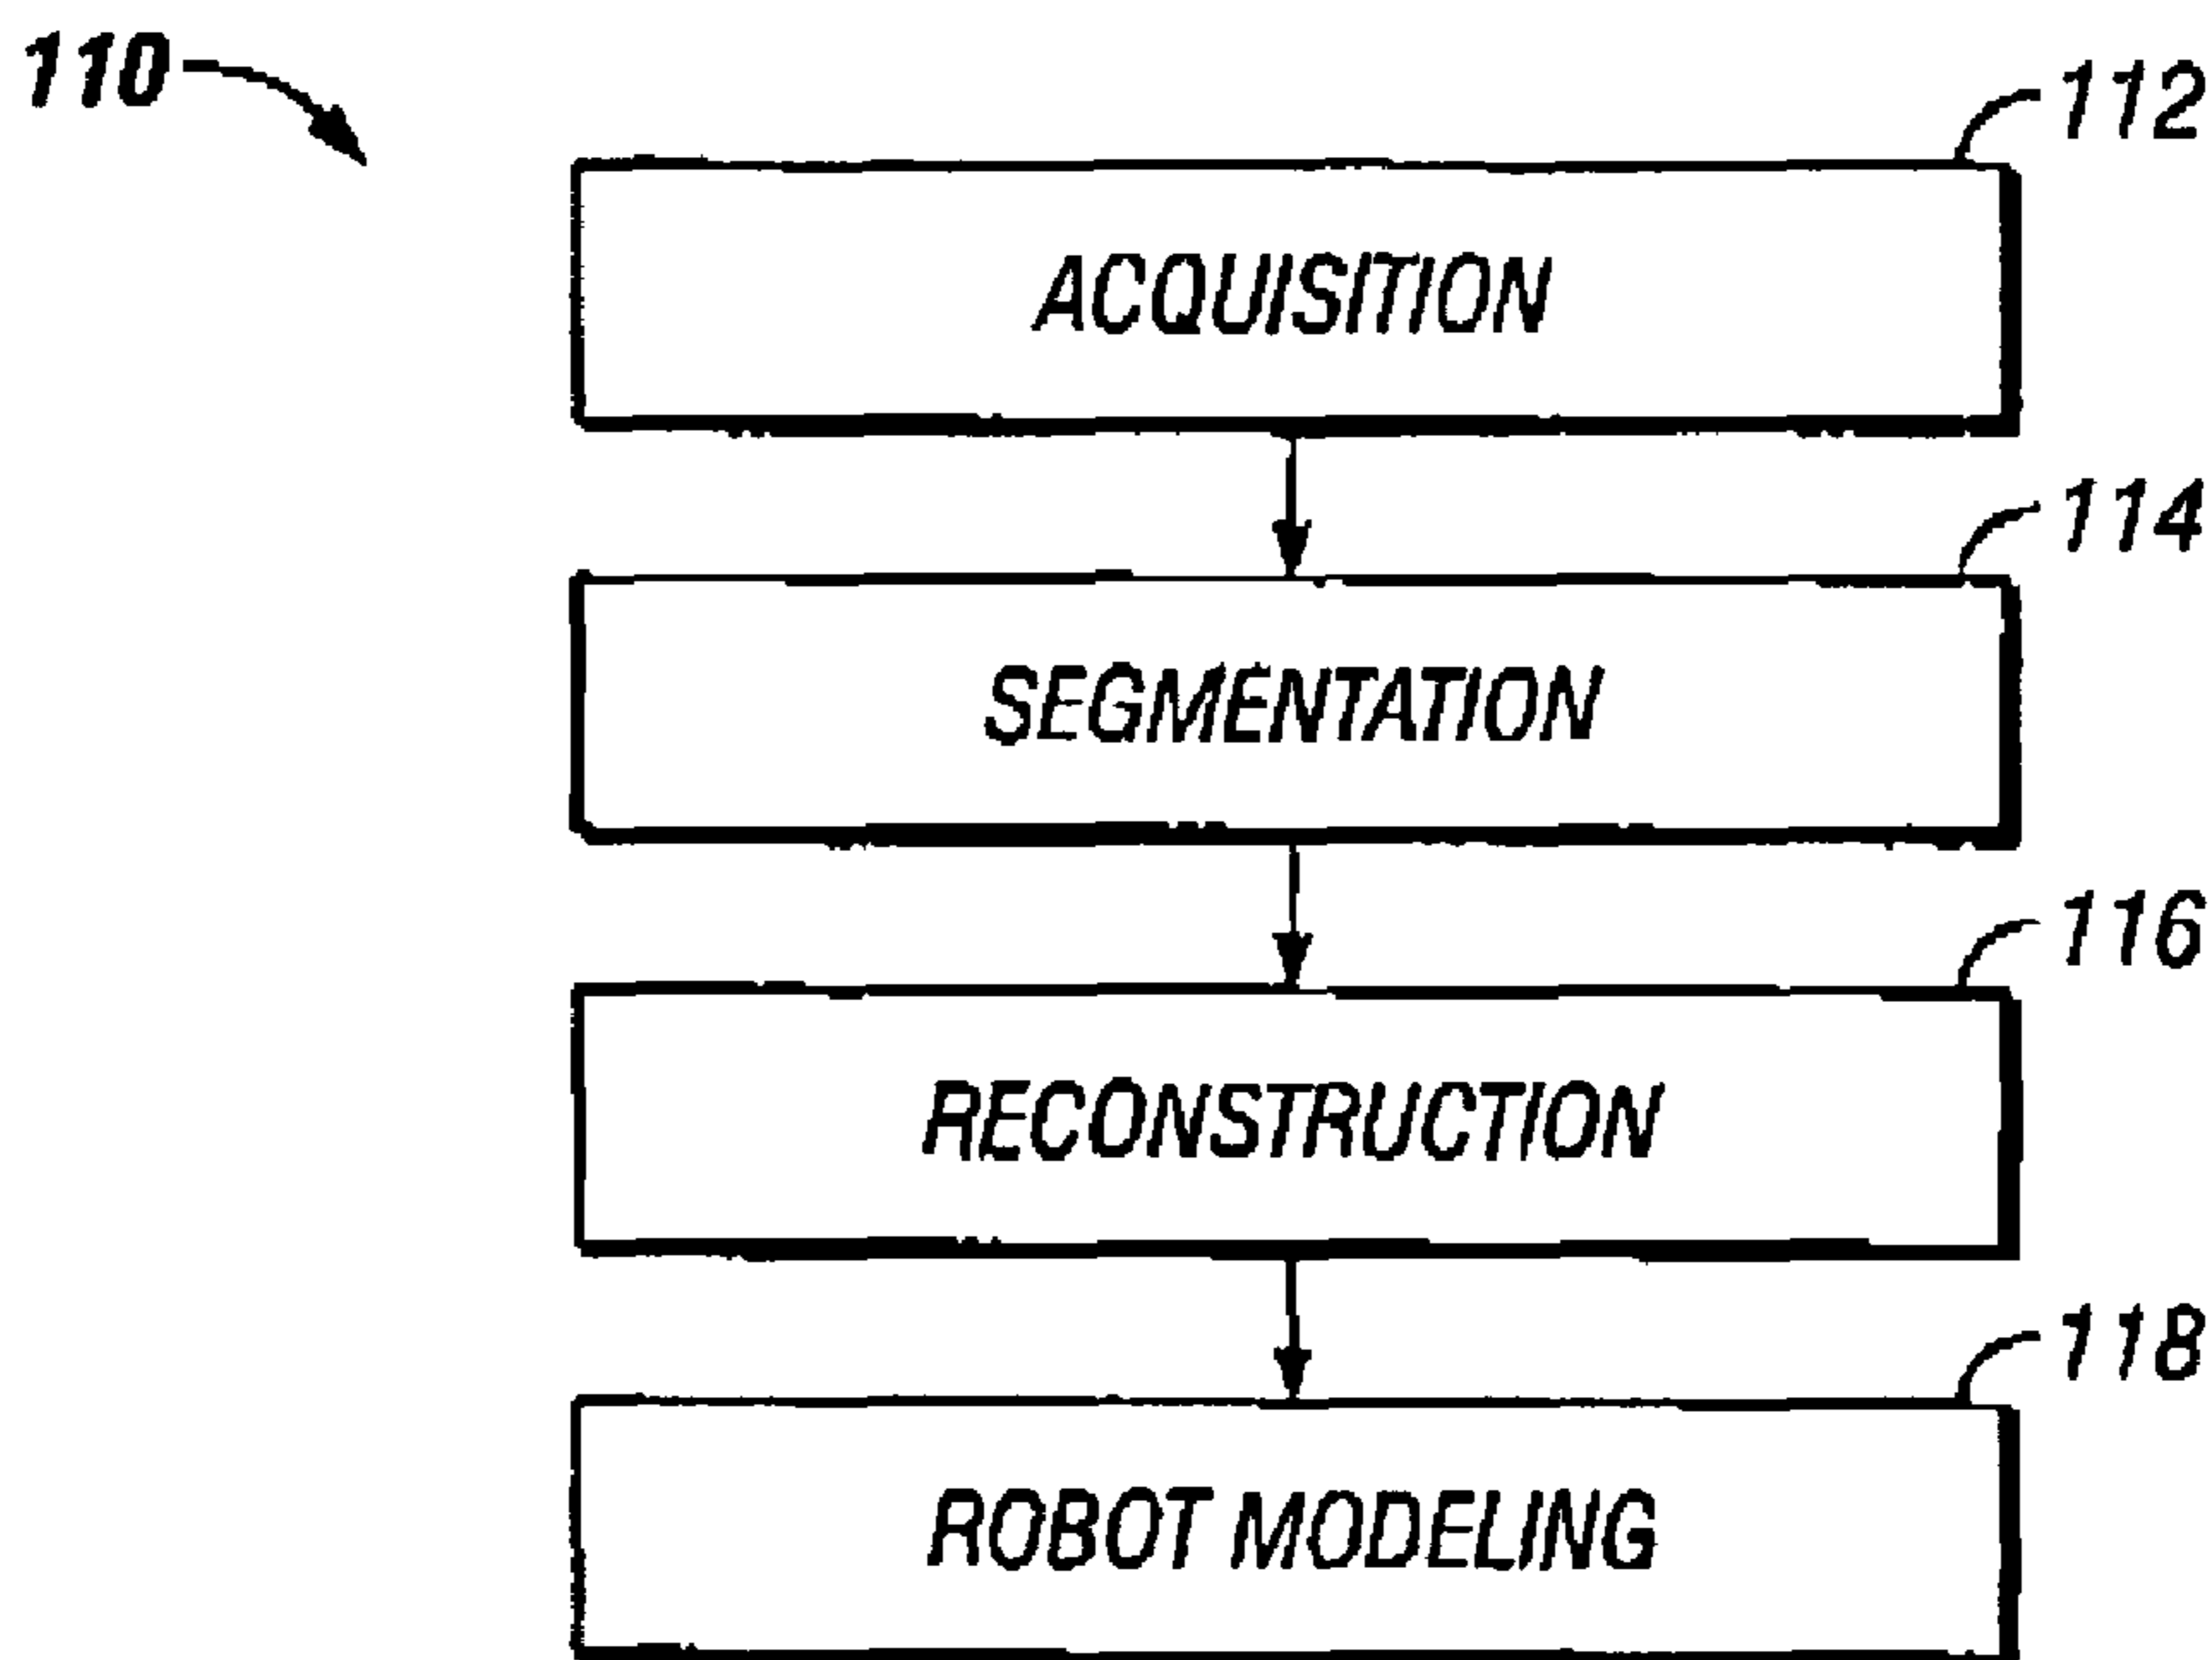 110
112
ACQUISITION
114
SEGMENTATION
116
RECONSTRUCTION
118
ROBOT MODELING